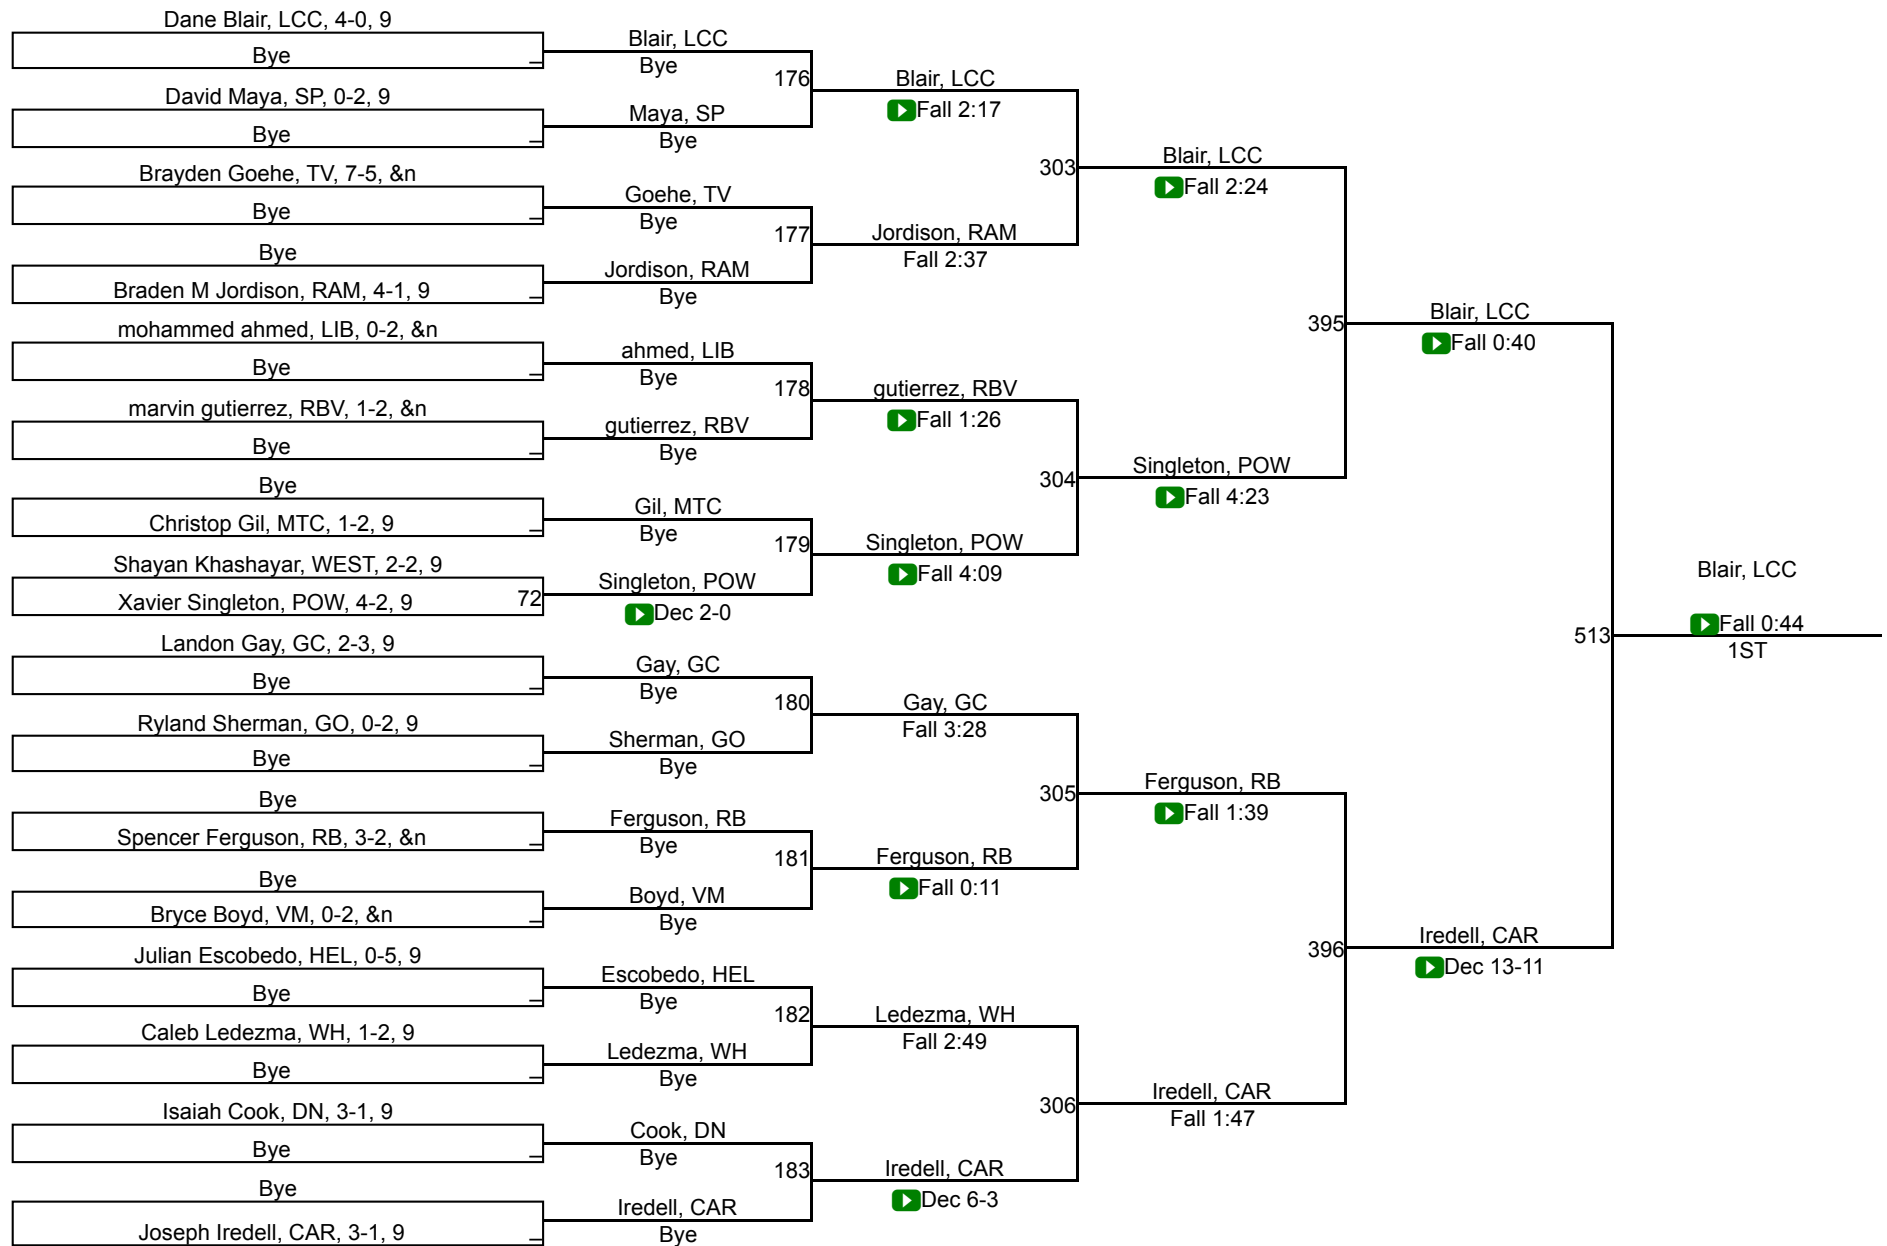 Dane Blair, LCC, 4-0, 9
Bye
_
David Maya, SP, 0-2, 9
Bye
_
Brayden Goehe, TV, 7-5, &n
Bye
_
Bye
Braden M Jordison, RAM, 4-1, 9
_
mohammed ahmed, LIB, 0-2, &n
Bye
_
marvin gutierrez, RBV, 1-2, &n
Bye
_
Bye
Christop Gil, MTC, 1-2, 9
_
Shayan Khashayar, WEST, 2-2, 9
Xavier Singleton, POW, 4-2, 9
72
Landon Gay, GC, 2-3, 9
Bye
_
Ryland Sherman, GO, 0-2, 9
Bye
_
Bye
Spencer Ferguson, RB, 3-2, &n
_
Bye
Bryce Boyd, VM, 0-2, &n
_
Julian Escobedo, HEL, 0-5, 9
Bye
_
Caleb Ledezma, WH, 1-2, 9
Bye
_
Isaiah Cook, DN, 3-1, 9
Bye
_
Bye
Joseph Iredell, CAR, 3-1, 9
_
Blair, LCC
Bye
176
Maya, SP
Bye
Goehe, TV
Bye
177
Jordison, RAM
Bye
ahmed, LIB
Bye
178
gutierrez, RBV
Bye
Gil, MTC
Bye
179
Singleton, POW
Dec 2-0
Gay, GC
Bye
180
Sherman, GO
Bye
Ferguson, RB
Bye
181
Boyd, VM
Bye
Escobedo, HEL
Bye
182
Ledezma, WH
Bye
Cook, DN
Bye
183
Iredell, CAR
Bye
Blair, LCC
Fall 2:17
303
Jordison, RAM
Fall 2:37
gutierrez, RBV
Fall 1:26
304
Singleton, POW
Fall 4:09
Gay, GC
Fall 3:28
305
Ferguson, RB
Fall 0:11
Ledezma, WH
Fall 2:49
306
Iredell, CAR
Dec 6-3
Blair, LCC
Fall 2:24
395
Singleton, POW
Fall 4:23
Ferguson, RB
Fall 1:39
396
Iredell, CAR
Fall 1:47
Blair, LCC
Fall 0:40
513
Iredell, CAR
Dec 13-11
Blair, LCC
Fall 0:44
1ST